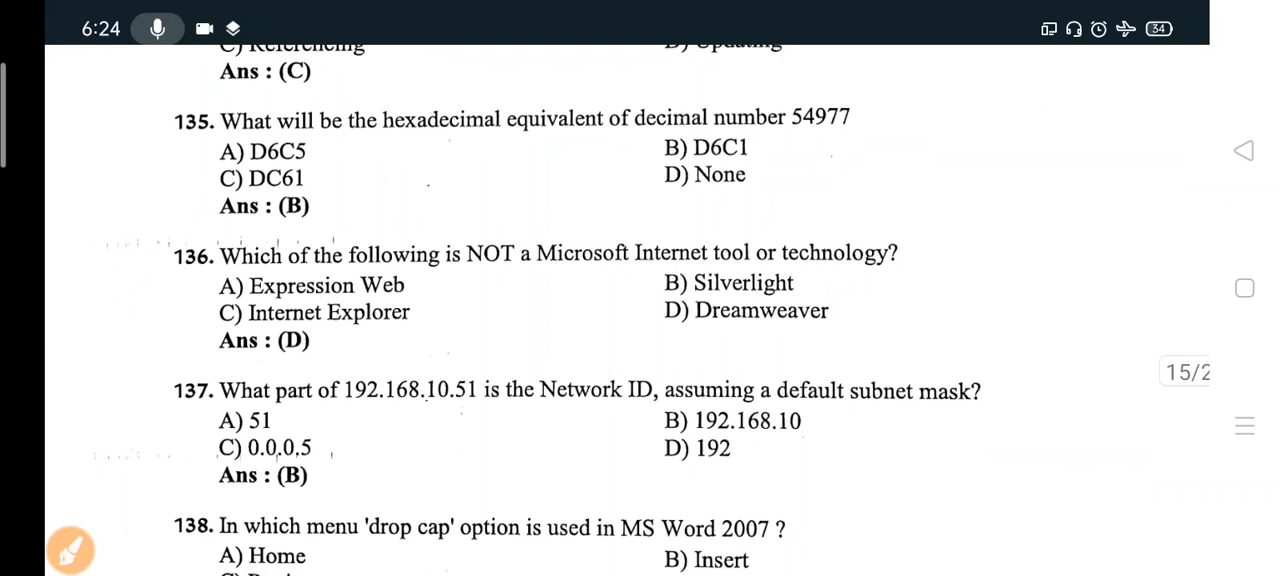 6:24
34
C) Referencing D) Updating
Ans : (C)
135. What will be the hexadecimal equivalent of decimal number 54977
A) D6C5 B) D6C1
C) DC61 D) None
Ans : (B)
136. Which of the following is NOT a Microsoft Internet tool or technology?
A) Expression Web B) Silverlight
C) Internet Explorer D) Dreamweaver
Ans : (D)
137. What part of 192.168.10.51 is the Network ID, assuming a default subnet mask?
15/2
A) 51 B) 192.168.10
C) 0.0.0.5 D) 192
Ans : (B)
138. In which menu 'drop cap' option is used in MS Word 2007 ?
A) Home B) Insert